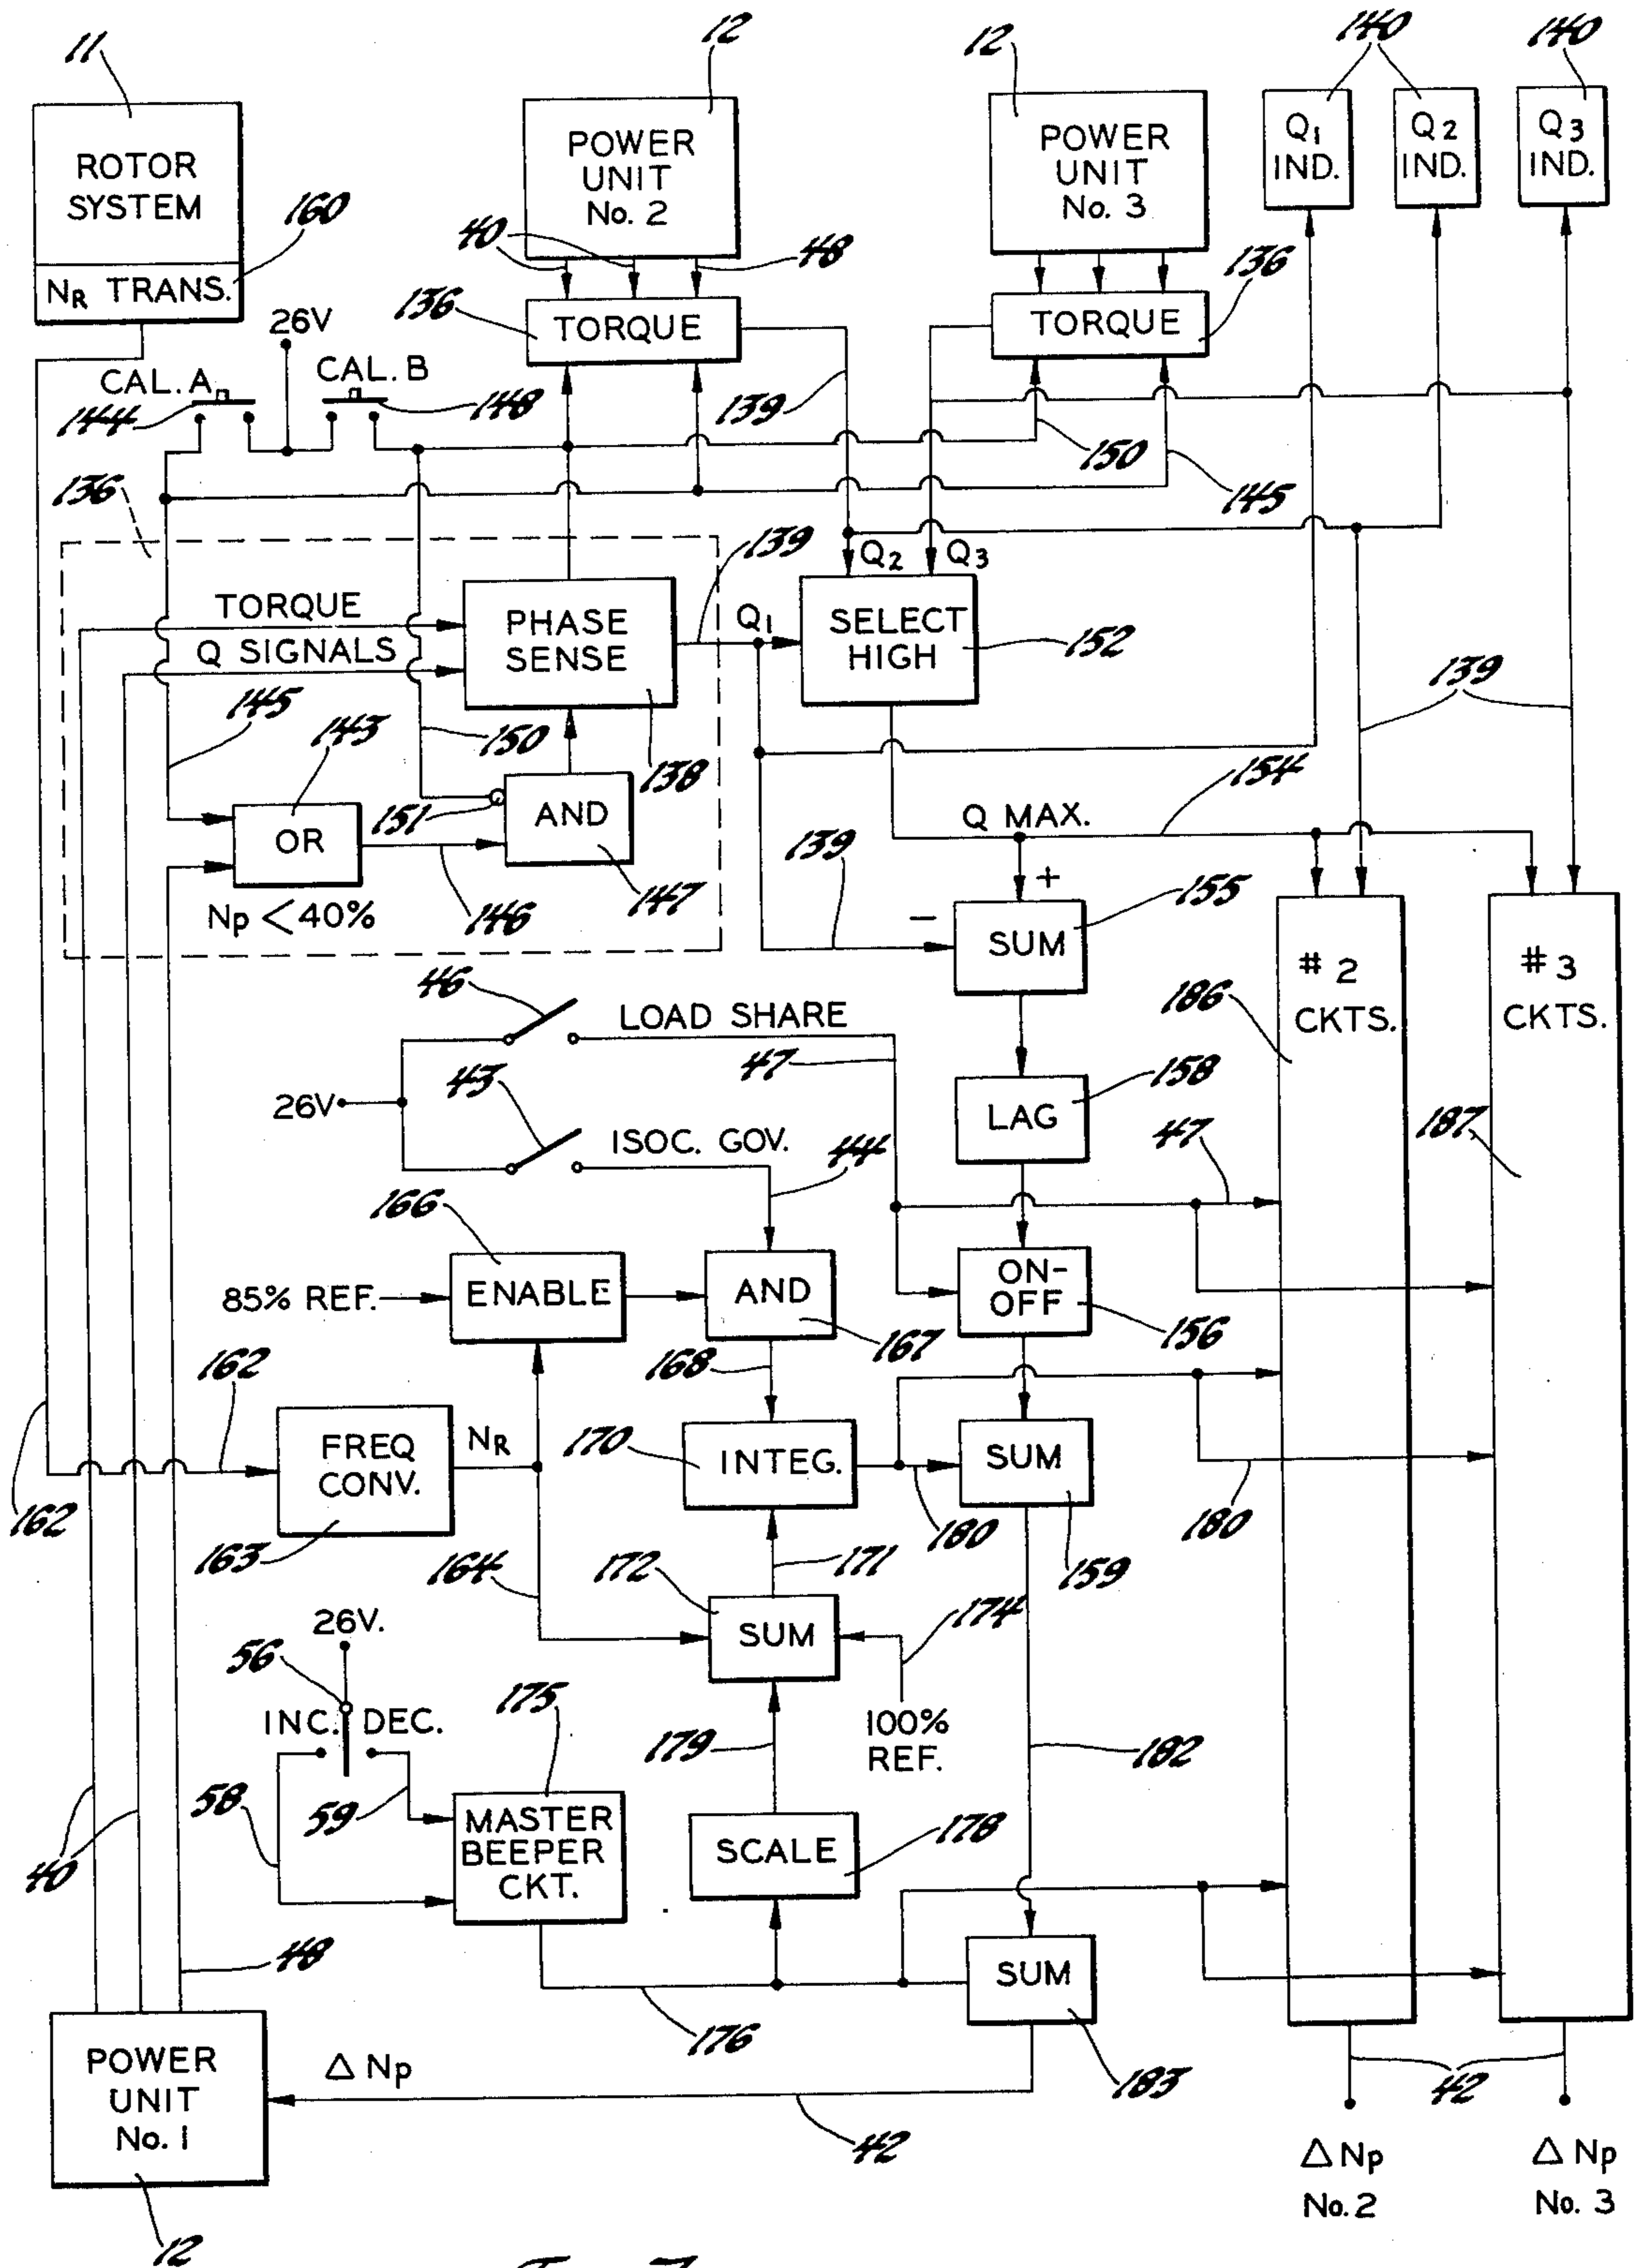 11
12
12
140
140
ROTOR
SYSTEM
160
NR TRANS.
POWER
UNIT
No. 2
POWER
UNIT
No. 3
Q1
IND.
Q2
IND.
Q3
IND.
40
48
136
TORQUE
136
TORQUE
26V
CAL. A
CAL. B
144
148
139
150
145
136
139
Q2
Q3
TORQUE
Q SIGNALS
PHASE
SENSE
Q1
SELECT
HIGH
152
139
145
143
150
138
154
151
AND
OR
Q MAX.
139
146
147
+
155
Np < 40%
−
SUM
#2
CKTS.
#3
CKTS.
46
LOAD SHARE
186
47
43
26V
158
LAG
187
ISOC. GOV.
44
47
166
85% REF.
ENABLE
AND
ON-
OFF
156
167
162
168
FREQ
CONV.
NR
170
INTEG.
SUM
162
163
180
180
164
172
171
159
174
SUM
26V.
56
175
INC.
DEC.
100%
REF.
179
182
58
59
MASTER
BEEPER
CKT.
SCALE
178
40
48
SUM
176
183
POWER
UNIT
No. 1
Δ Np
42
42
12
Δ Np
No. 2
Δ Np
No. 3